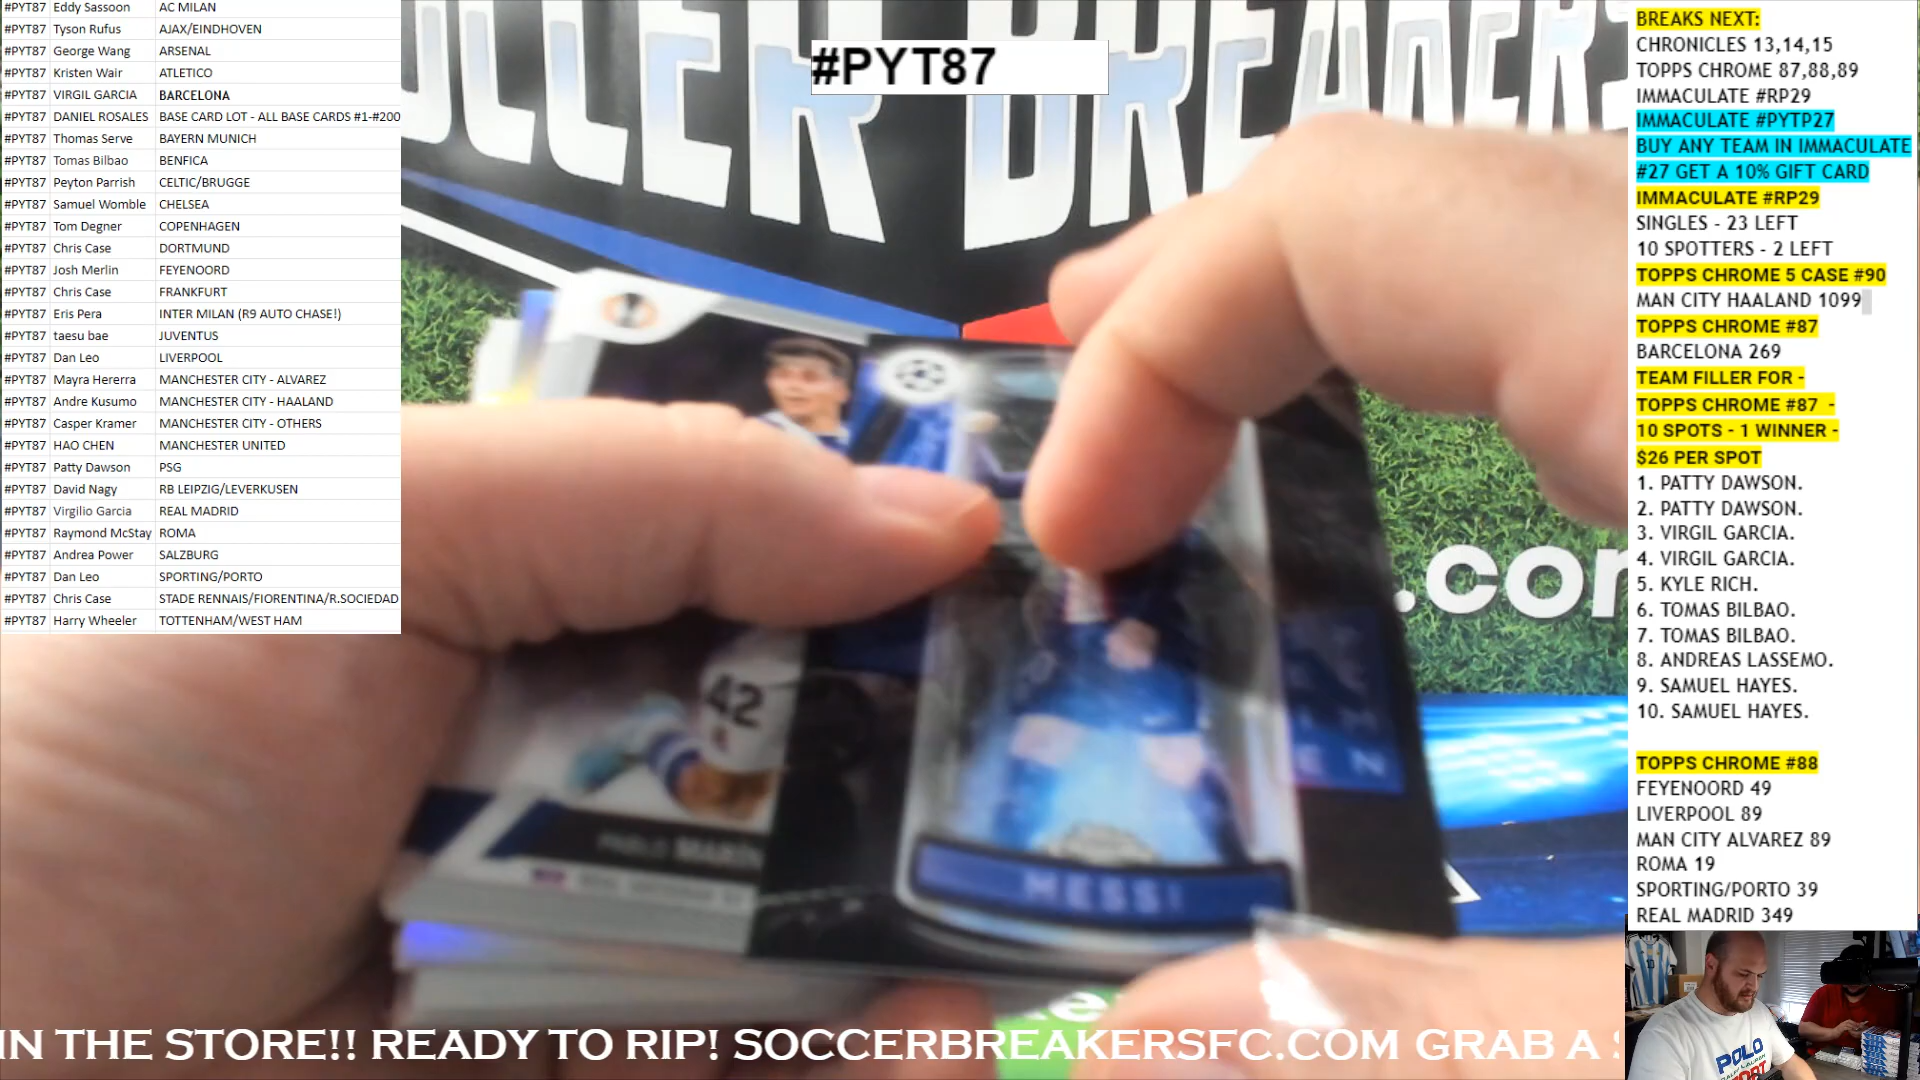 #PYT87 Eddy Sassoon AC MILAN
#PYT87 Tyson Rufus AJAX/EINDHOVEN
#PYT87 George Wang ARSENAL
#PYT87 Kristen Wair ATLETICO
#PYT87 VIRGIL GARCIA BARCELONA
#PYT87 DANIEL ROSALES BASE CARD LOT - ALL BASE CARDS #1-#200
#PYT87 Thomas Serve BAYERN MUNICH
#PYT87 Tomas Bilbao BENFICA
#PYT87 Peyton Parrish CELTIC/BRUGGE
#PYT87 Samuel Womble CHELSEA
#PYT87 Tom Degner COPENHAGEN
#PYT87 Chris Case DORTMUND
#PYT87 Josh Merlin FEYENOORD
#PYT87 Chris Case FRANKFURT
#PYT87 Eris Pera INTER MILAN (R9 AUTO CHASE!)
#PYT87 taesu bae JUVENTUS
#PYT87 Dan Leo LIVERPOOL
#PYT87 Mayra Hererra MANCHESTER CITY - ALVAREZ
#PYT87 Andre Kusumo MANCHESTER CITY - HAALAND
#PYT87 Casper Kramer MANCHESTER CITY - OTHERS
#PYT87 HAO CHEN MANCHESTER UNITED
#PYT87 Patty Dawson PSG
#PYT87 David Nagy RB LEIPZIG/LEVERKUSEN
#PYT87 Virgilio Garcia REAL MADRID
#PYT87 Raymond McStay ROMA
#PYT87 Andrea Power SALZBURG
#PYT87 Dan Leo SPORTING/PORTO
#PYT87 Chris Case STADE RENNAIS/FIORENTINA/R.SOCIEDAD
#PYT87 Harry Wheeler TOTTENHAM/WEST HAM
#PYT87
SOCCER BREAKERS
.com
42
PABLO MARÍN
MESSI
BREAKS NEXT:
CHRONICLES 13,14,15
TOPPS CHROME 87,88,89
IMMACULATE #RP29
IMMACULATE #PYTP27
BUY ANY TEAM IN IMMACULATE
#27 GET A 10% GIFT CARD
IMMACULATE #RP29
SINGLES - 23 LEFT
10 SPOTTERS - 2 LEFT
TOPPS CHROME 5 CASE #90
MAN CITY HAALAND 1099
TOPPS CHROME #87
BARCELONA 269
TEAM FILLER FOR -
TOPPS CHROME #87 -
10 SPOTS - 1 WINNER -
$26 PER SPOT
1. PATTY DAWSON.
2. PATTY DAWSON.
3. VIRGIL GARCIA.
4. VIRGIL GARCIA.
5. KYLE RICH.
6. TOMAS BILBAO.
7. TOMAS BILBAO.
8. ANDREAS LASSEMO.
9. SAMUEL HAYES.
10. SAMUEL HAYES.
TOPPS CHROME #88
FEYENOORD 49
LIVERPOOL 89
MAN CITY ALVAREZ 89
ROMA 19
SPORTING/PORTO 39
REAL MADRID 349
POLO
IN THE STORE!! READY TO RIP! SOCCERBREAKERSFC.COM GRAB A